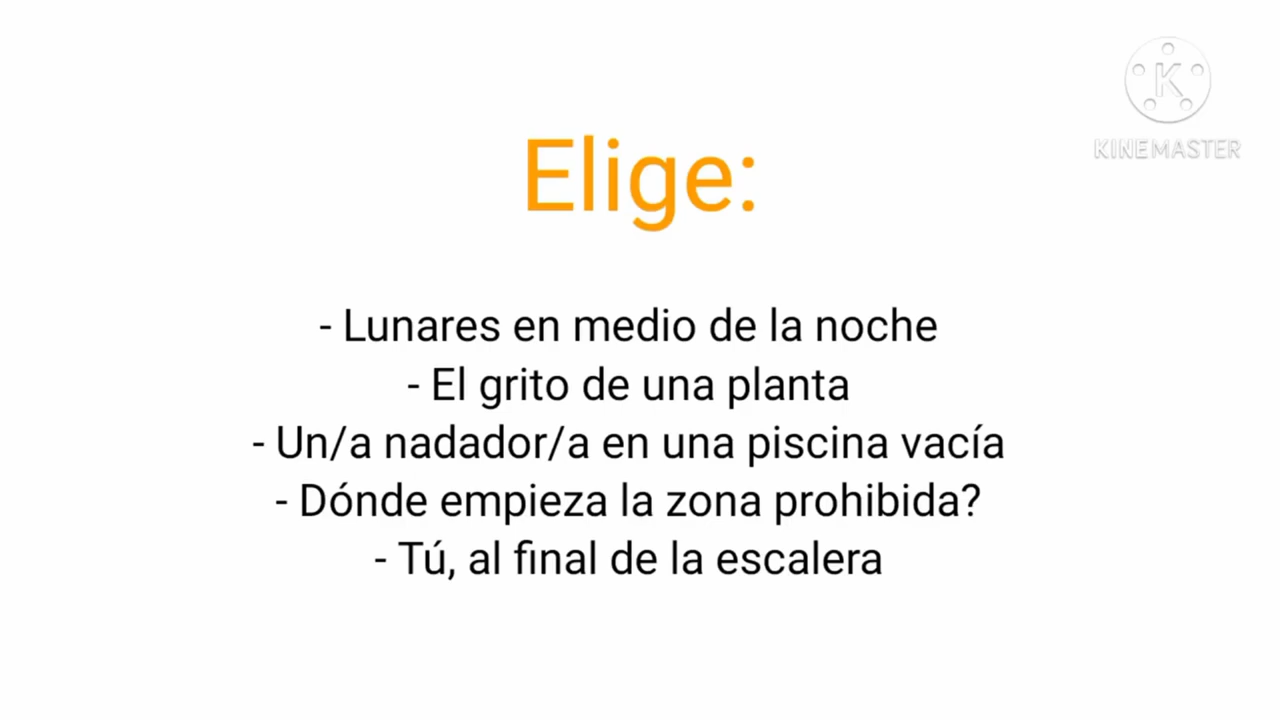 K
KINEMASTER
Elige:
- Lunares en medio de la noche
- El grito de una planta
- Un/a nadador/a en una piscina vacía
- Dónde empieza la zona prohibida?
- Tú, al final de la escalera